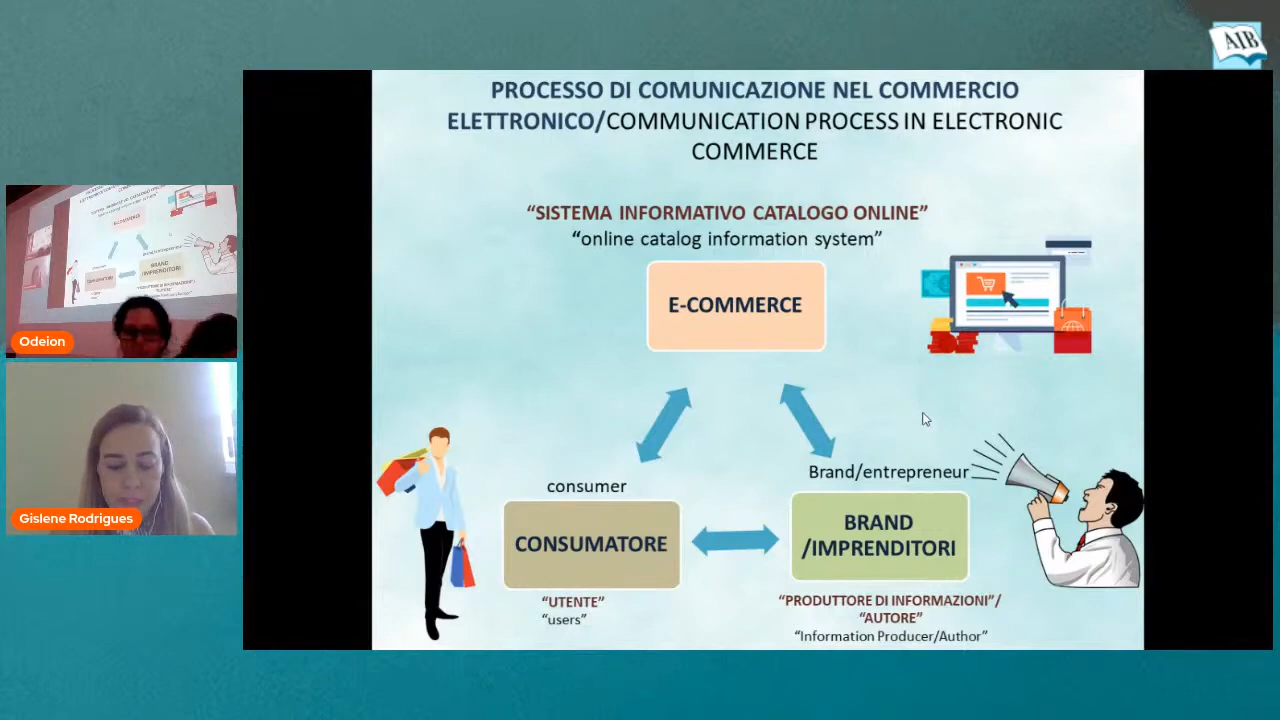 AIB
PROCESSO DI COMUNICAZIONE NEL COMMERCIO
ELETTRONICO/COMMUNICATION PROCESS IN ELECTRONIC
COMMERCE
“SISTEMA INFORMATIVO CATALOGO ONLINE”
“online catalog information system”
E-COMMERCE
Brand/entrepreneur
consumer
CONSUMATORE
BRAND
/IMPRENDITORI
“UTENTE”
“users”
“PRODUTTORE DI INFORMAZIONI”/
“AUTORE”
“Information Producer/Author”
Odeion
Gislene Rodrigues